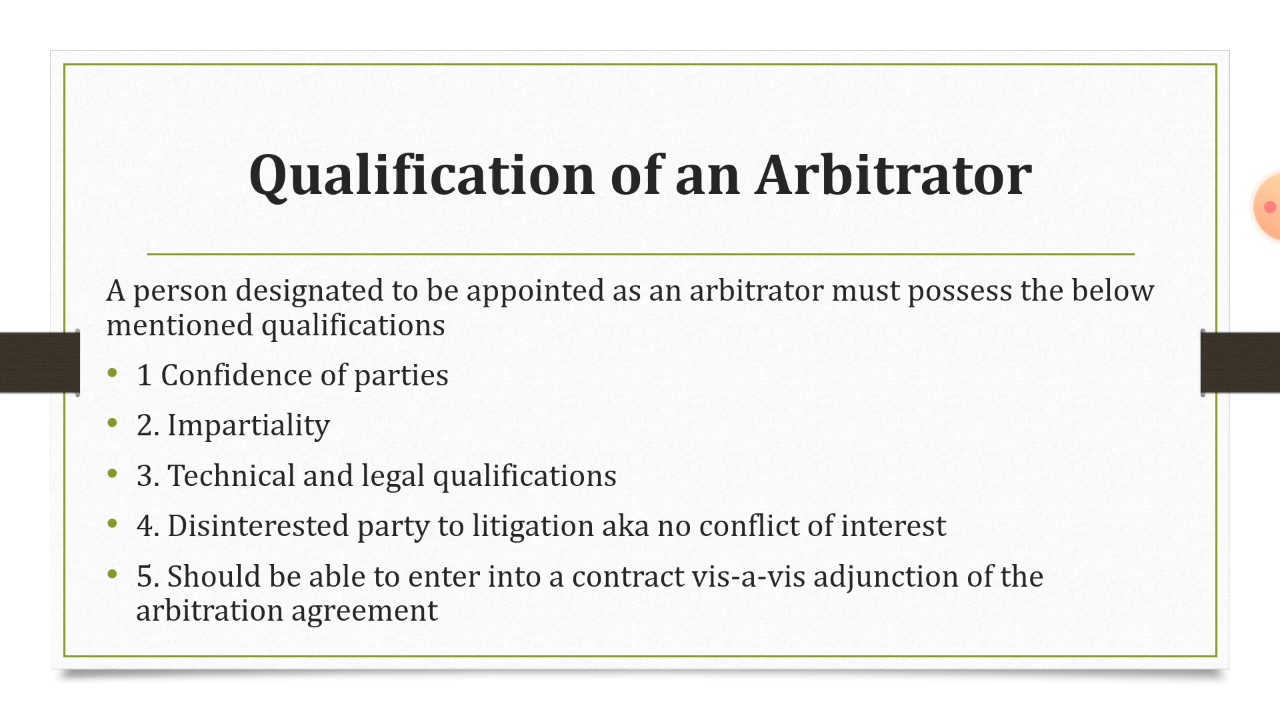 Qualification of an Arbitrator
A person designated to be appointed as an arbitrator must possess the below
mentioned qualifications
• 1 Confidence of parties
• 2. Impartiality
• 3. Technical and legal qualifications
• 4. Disinterested party to litigation aka no conflict of interest
• 5. Should be able to enter into a contract vis-a-vis adjunction of the
arbitration agreement